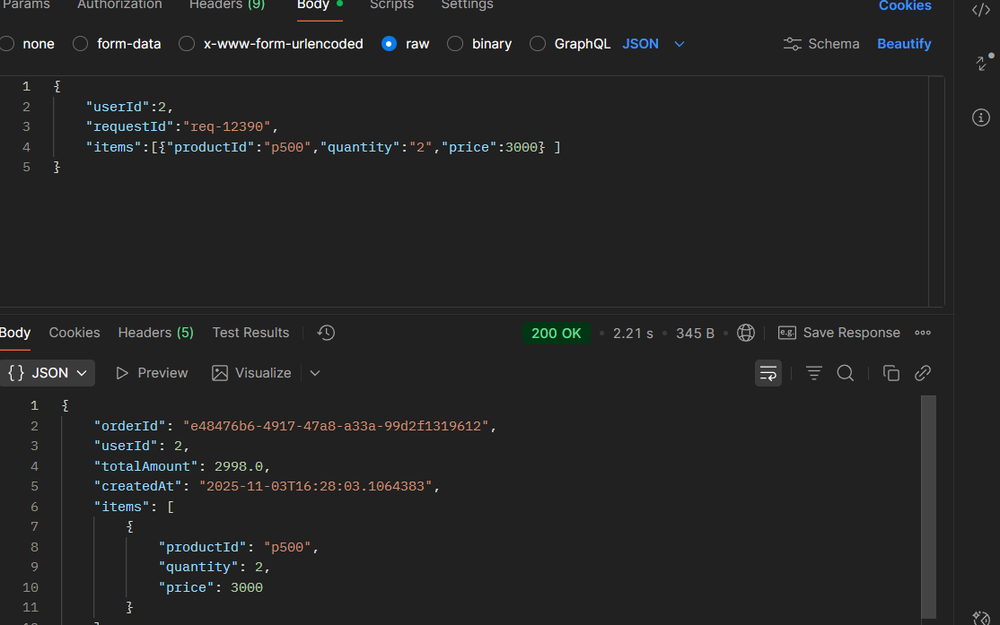 Params Authorization Headers (9) Body Scripts Settings Cookies
none form-data x-www-form-urlencoded raw binary GraphQL JSON Schema Beautify
1 {
2 "userId":2,
3 "requestId":"req-12390",
4 "items":[{"productId":"p500","quantity":"2","price":3000} ]
5 }
Body Cookies Headers (5) Test Results 200 OK • 2.21 s • 345 B e.g. Save Response
{} JSON Preview Visualize
1 {
2 "orderId": "e48476b6-4917-47a8-a33a-99d2f1319612",
3 "userId": 2,
4 "totalAmount": 2998.0,
5 "createdAt": "2025-11-03T16:28:03.1064383",
6 "items": [
7 {
8 "productId": "p500",
9 "quantity": 2,
10 "price": 3000
11 }